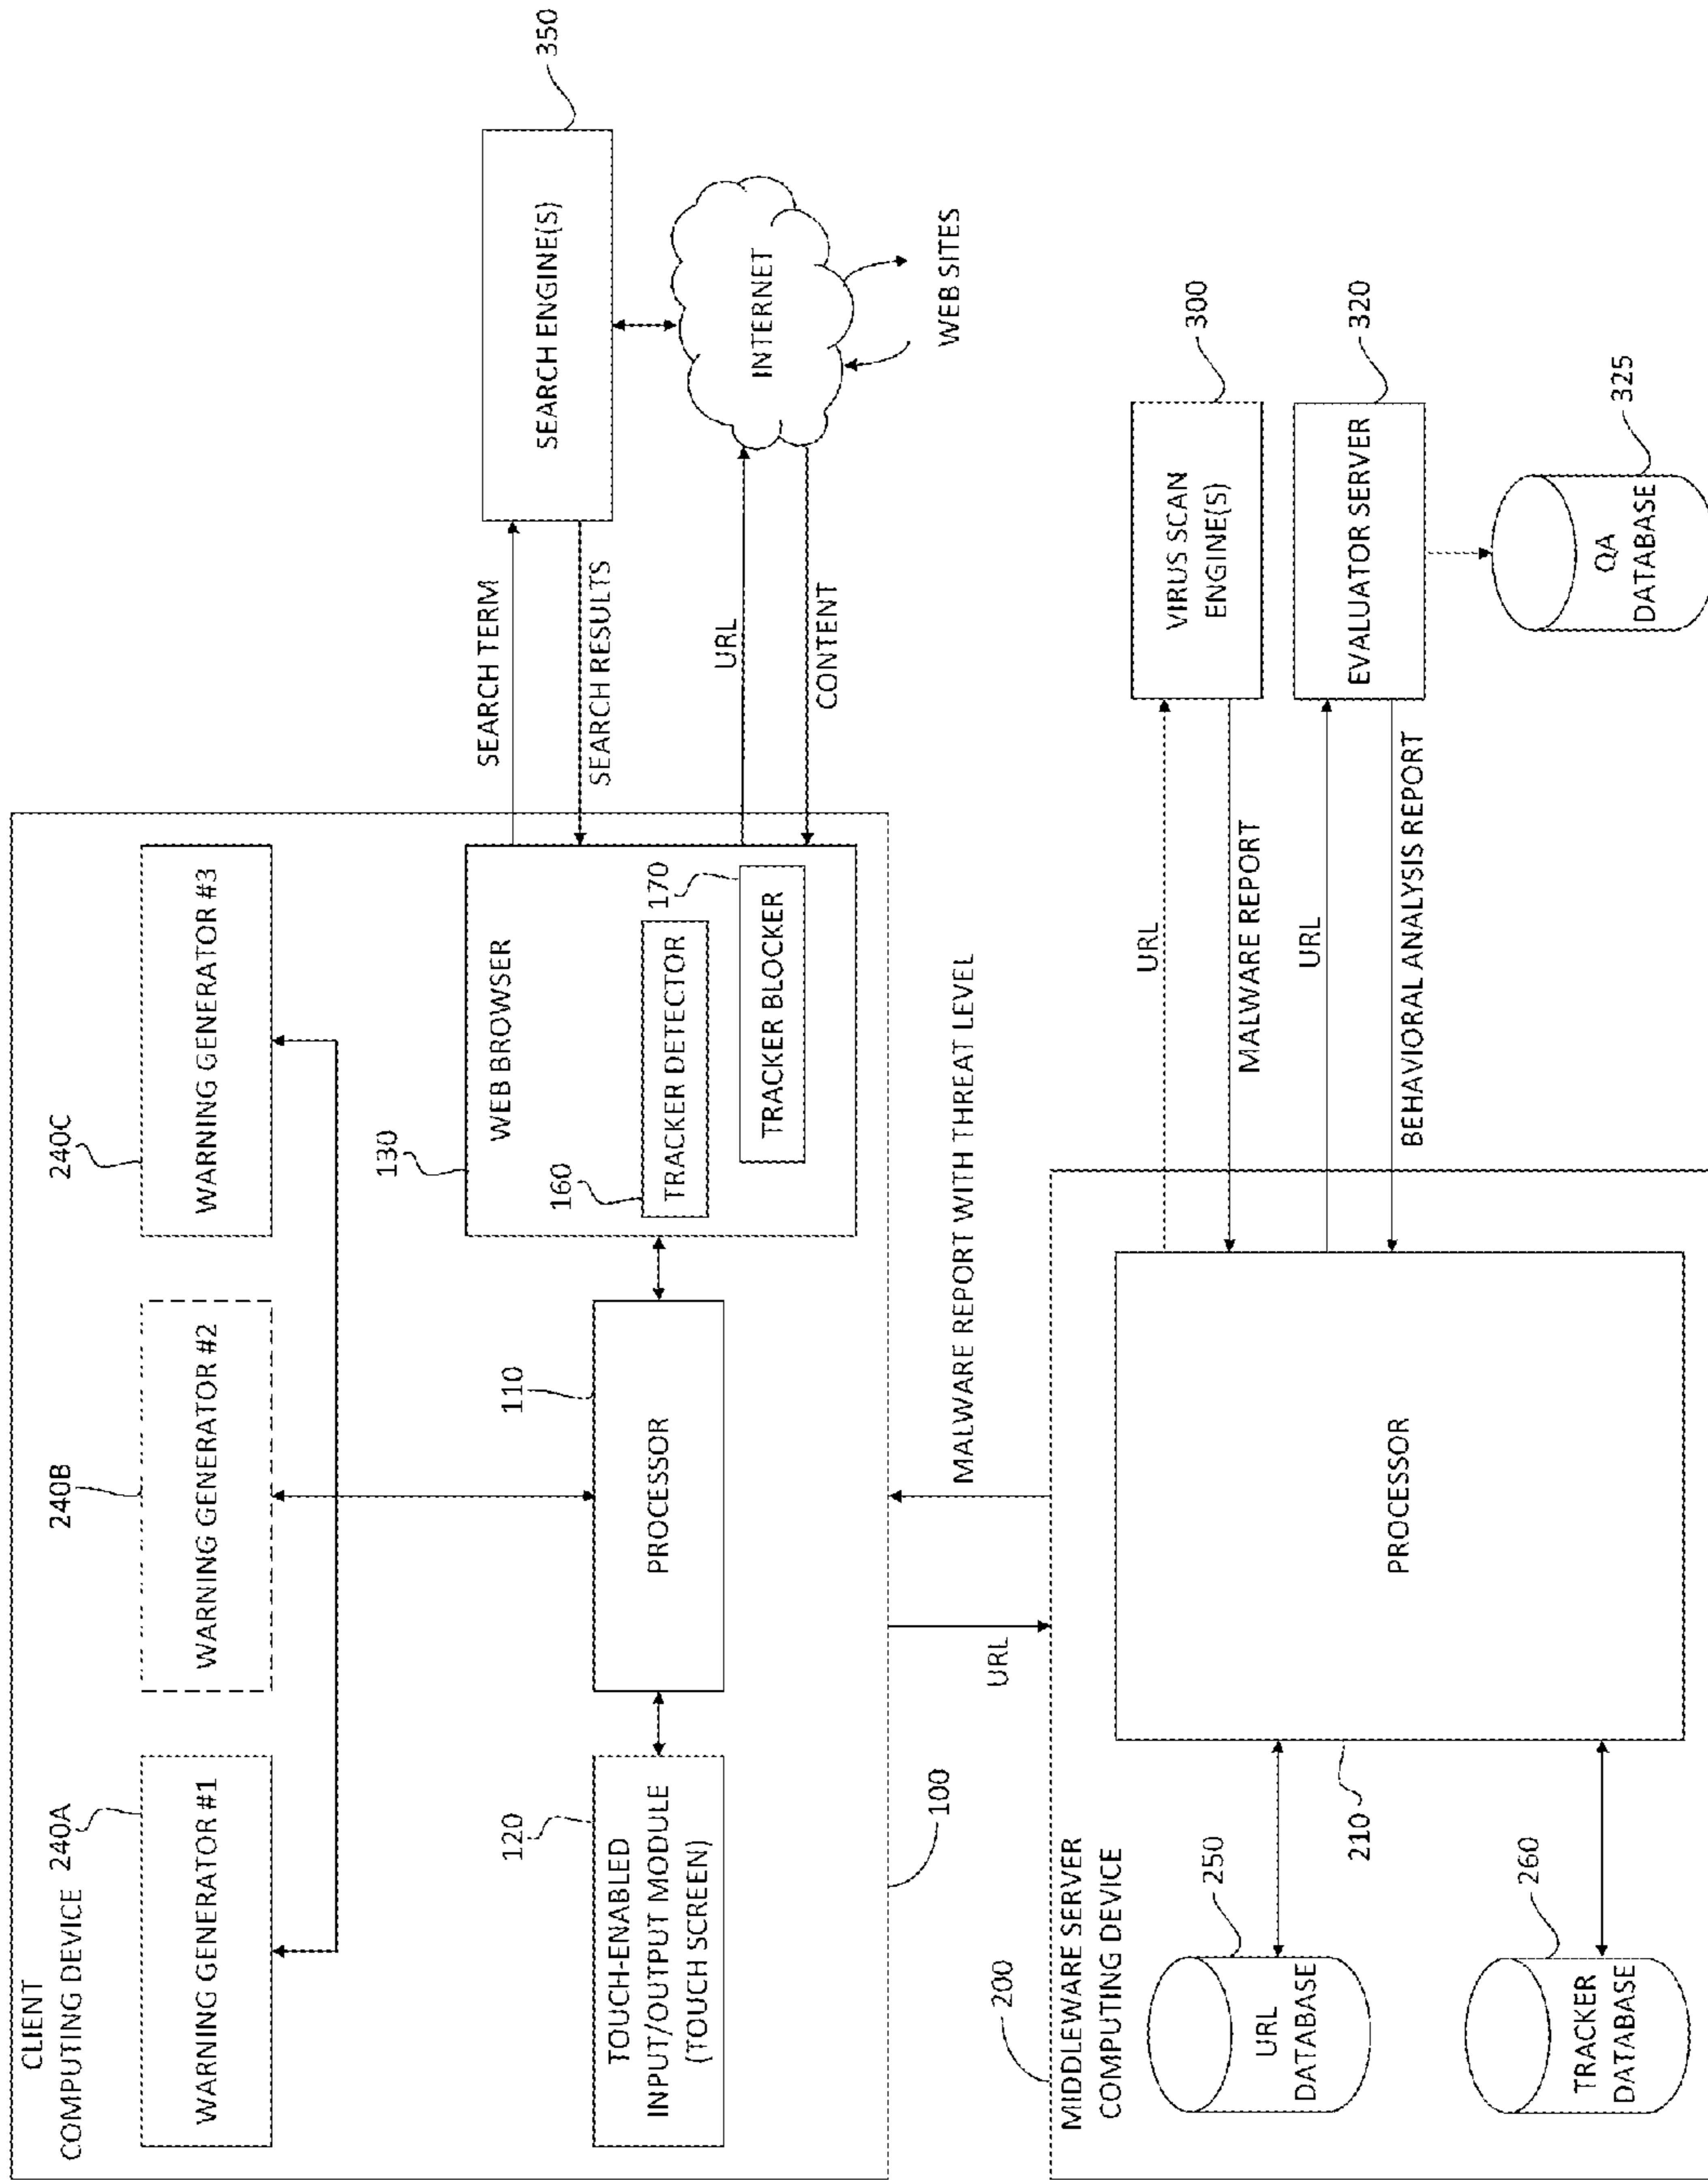 CLIENT
COMPUTING DEVICE
240A
WARNING GENERATOR #1
240B
WARNING GENERATOR #2
240C
WARNING GENERATOR #3
120
TOUCH-ENABLED
INPUT/OUTPUT MODULE
(TOUCH SCREEN)
110
PROCESSOR
130
WEB BROWSER
160
TRACKER DETECTOR
170
TRACKER BLOCKER
100
SEARCH TERM
SEARCH RESULTS
URL
CONTENT
350
SEARCH ENGINE(S)
INTERNET
WEB SITES
URL
MALWARE REPORT WITH THREAT LEVEL
200
MIDDLEWARE SERVER
COMPUTING DEVICE
250
URL
DATABASE
260
TRACKER
DATABASE
210
PROCESSOR
URL
MALWARE REPORT
URL
BEHAVIORAL ANALYSIS REPORT
300
VIRUS SCAN
ENGINE(S)
320
EVALUATOR SERVER
325
QA
DATABASE